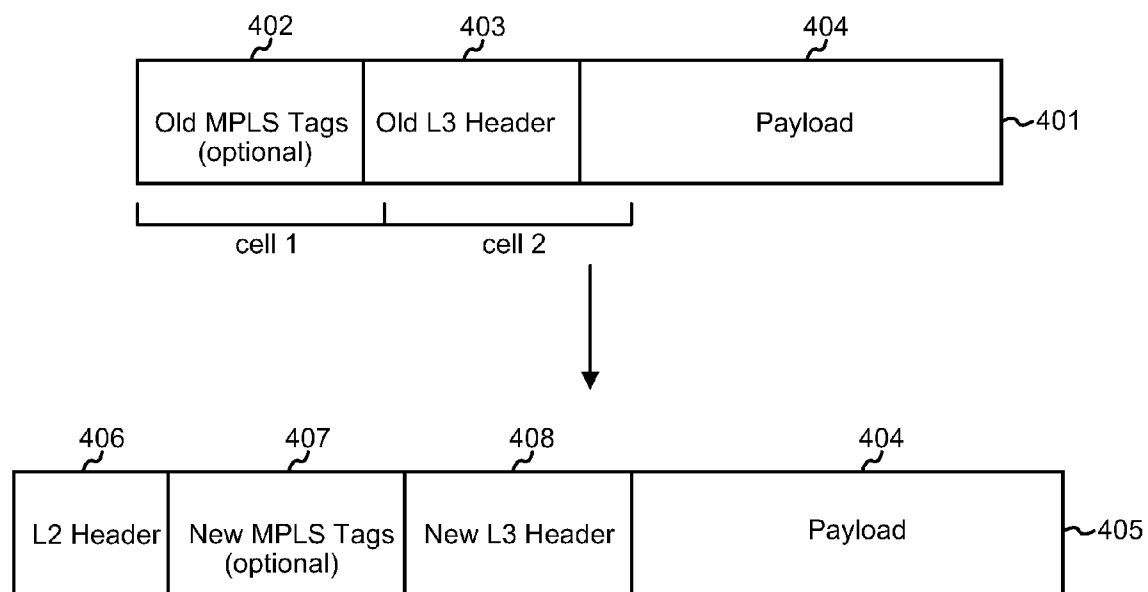 402
403
404
Old MPLS Tags
(optional)
Old L3 Header
Payload
401
cell 1
cell 2
406
407
408
404
L2 Header
New MPLS Tags
(optional)
New L3 Header
Payload
405